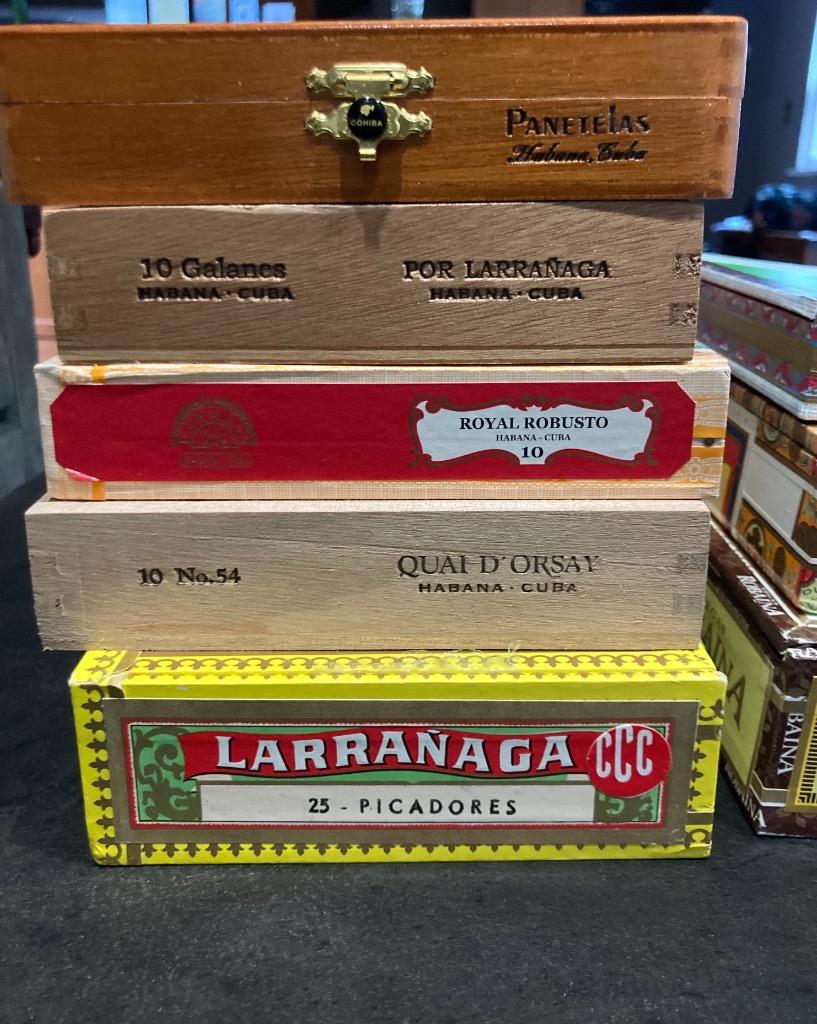 COHIBA
PANETELAS
Habana, Cuba
10 Galanes
HABANA · CUBA
POR LARRAÑAGA
HABANA · CUBA
ROYAL ROBUSTO
HABANA - CUBA
10
10 No.54
QUAI D'ORSAY
HABANA · CUBA
LARRAÑAGA
CCC
25 - PICADORES
ROBAINA
BAINA